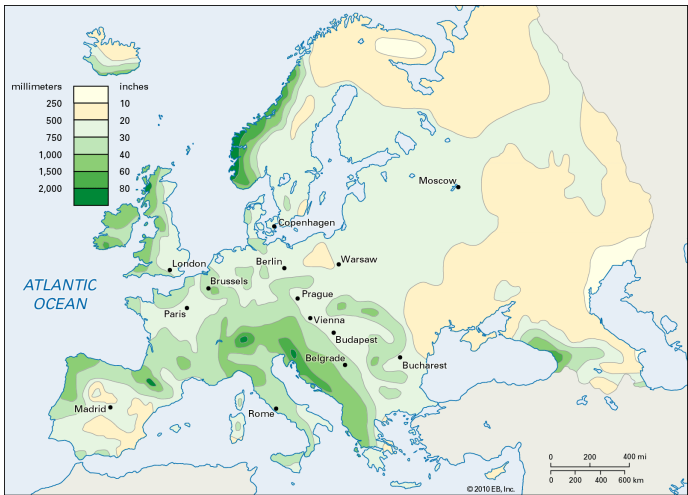 millimeters inches
250 10
500 20
750 30
1,000 40
1,500 60
2,000 80
Moscow
Copenhagen
London
Berlin
Warsaw
ATLANTIC
OCEAN
Brussels
Prague
Paris
Vienna
Budapest
Belgrade
Bucharest
Madrid
Rome
0 200 400 mi
0 200 400 600 km
© 2010 EB, Inc.